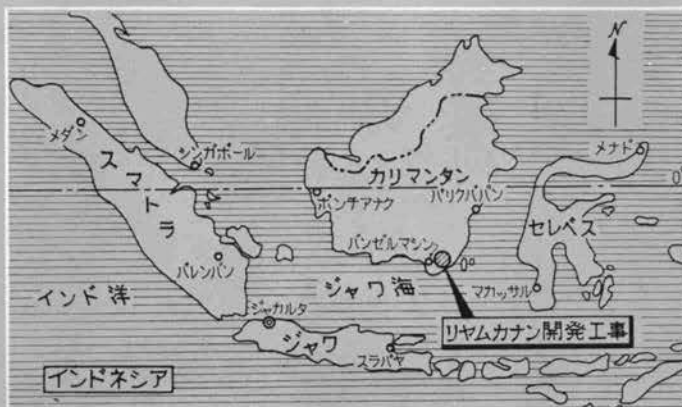 N
メダン
シンガポール
スマトラ
パレンバン
インド洋
カリマンタン
ポンチアナク
バリクパパン
バンゼルマシン
メナド
0°
セレベス
マカッサル
ジャワ海
リヤムカナン開発工事
ジャカルタ
ジャワ
スラバヤ
インドネシア